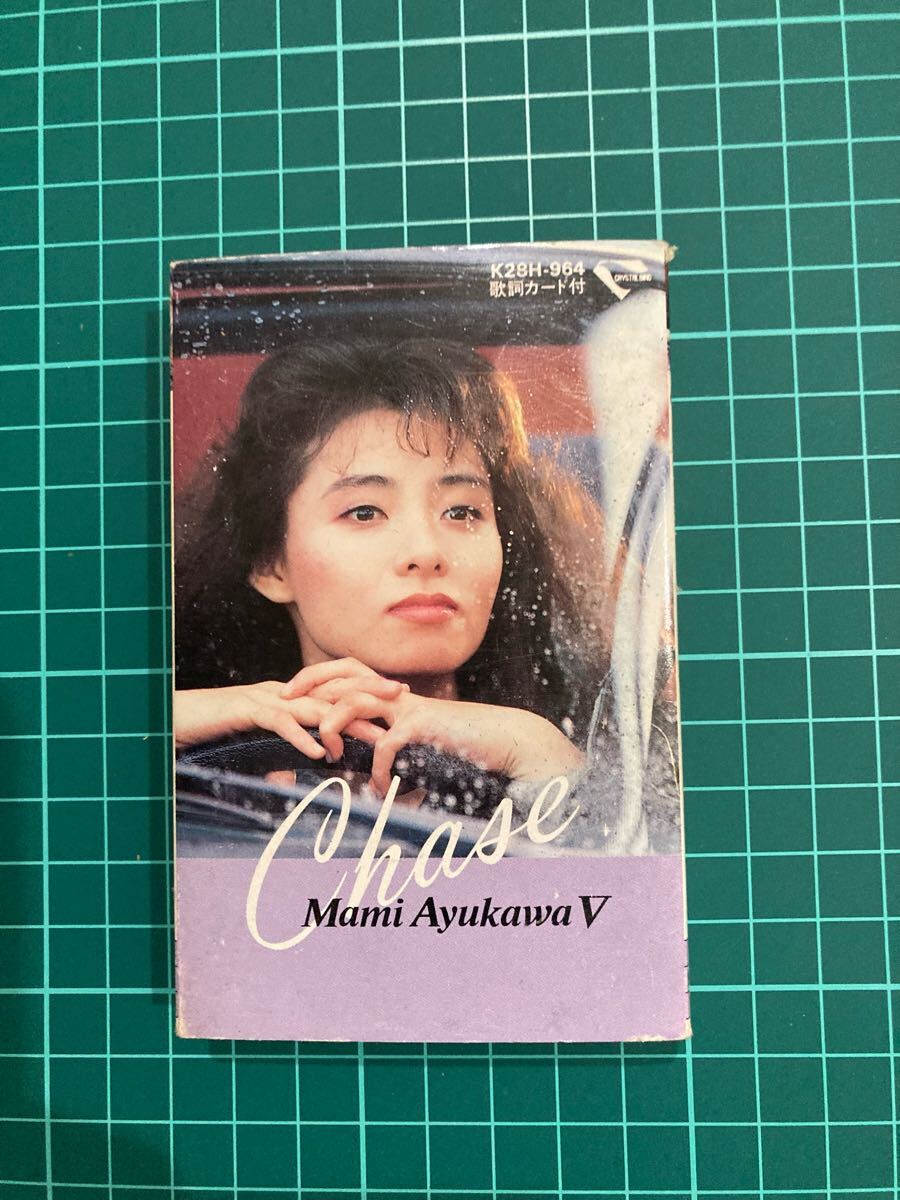 K28H-964
歌詞カード付
CRYSTAL BIRD
Chase
Mami Ayukawa V